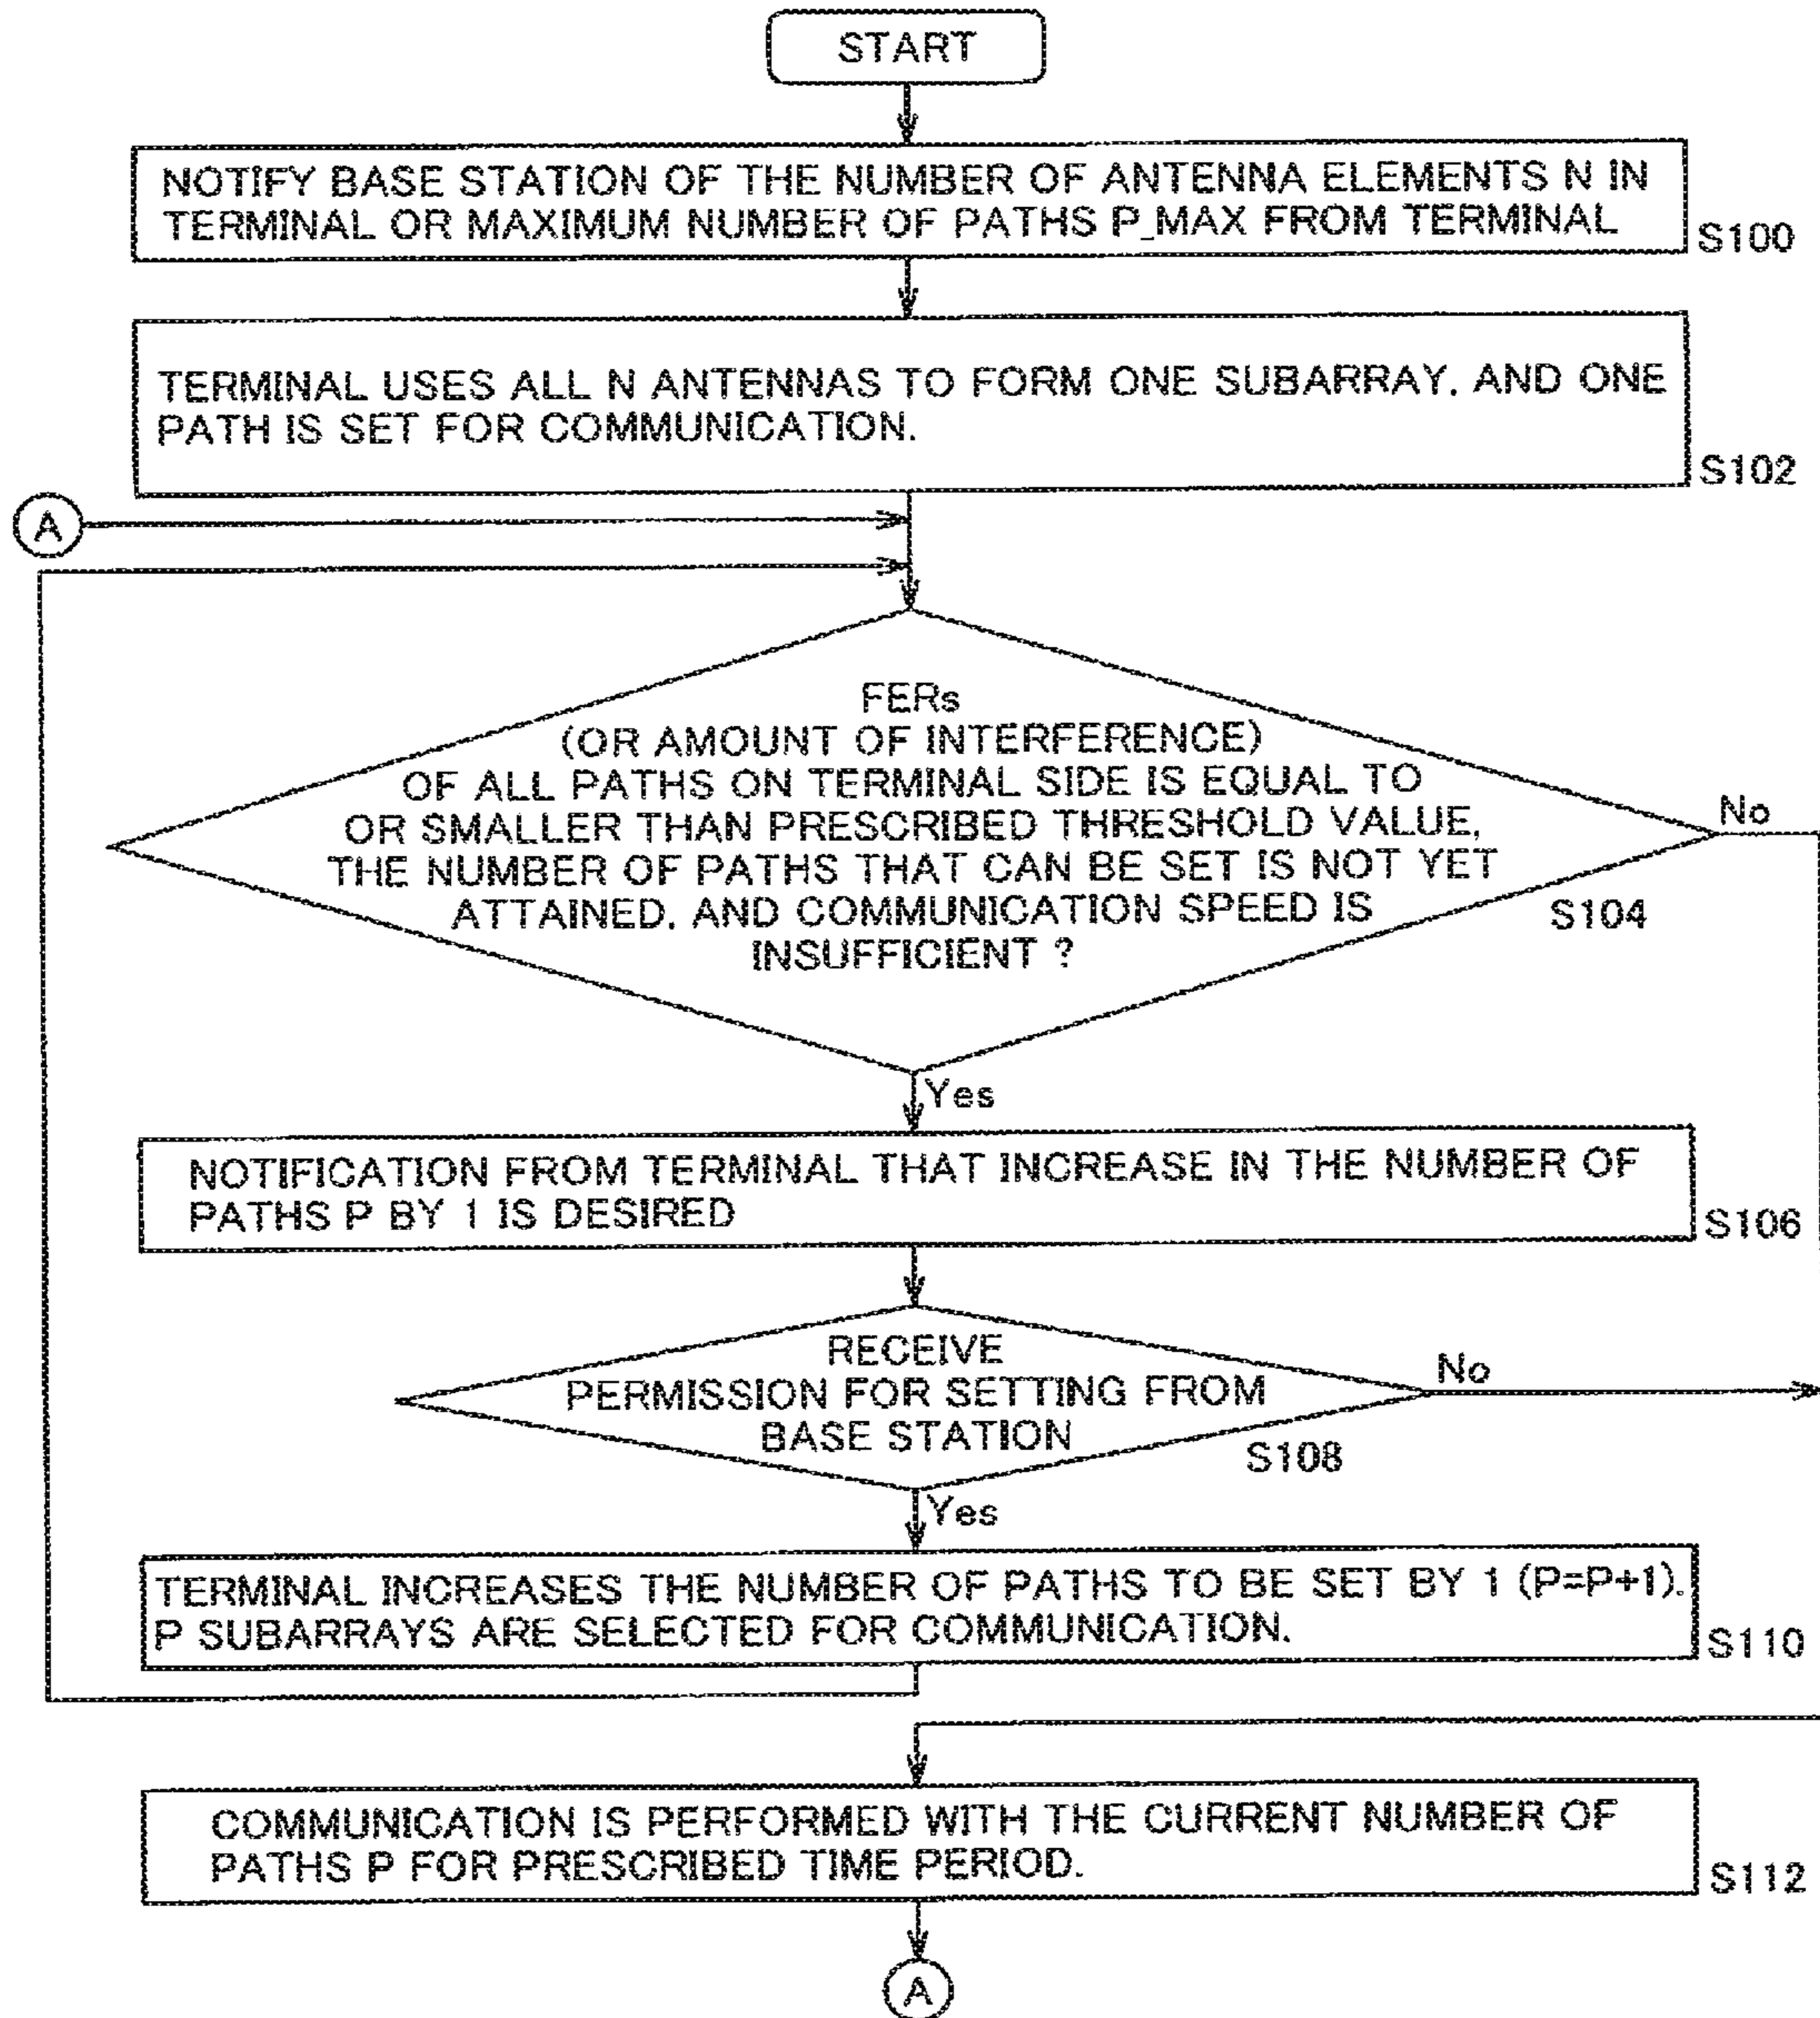 START
NOTIFY BASE STATION OF THE NUMBER OF ANTENNA ELEMENTS N IN
TERMINAL OR MAXIMUM NUMBER OF PATHS P_MAX FROM TERMINAL
S100
TERMINAL USES ALL N ANTENNAS TO FORM ONE SUBARRAY, AND ONE
PATH IS SET FOR COMMUNICATION.
S102
A
FERs
(OR AMOUNT OF INTERFERENCE)
OF ALL PATHS ON TERMINAL SIDE IS EQUAL TO
OR SMALLER THAN PRESCRIBED THRESHOLD VALUE,
THE NUMBER OF PATHS THAT CAN BE SET IS NOT YET
ATTAINED, AND COMMUNICATION SPEED IS
INSUFFICIENT ?
No
S104
Yes
NOTIFICATION FROM TERMINAL THAT INCREASE IN THE NUMBER OF
PATHS P BY 1 IS DESIRED
S106
RECEIVE
PERMISSION FOR SETTING FROM
BASE STATION
No
S108
Yes
TERMINAL INCREASES THE NUMBER OF PATHS TO BE SET BY 1 (P=P+1).
P SUBARRAYS ARE SELECTED FOR COMMUNICATION.
S110
COMMUNICATION IS PERFORMED WITH THE CURRENT NUMBER OF
PATHS P FOR PRESCRIBED TIME PERIOD.
S112
A